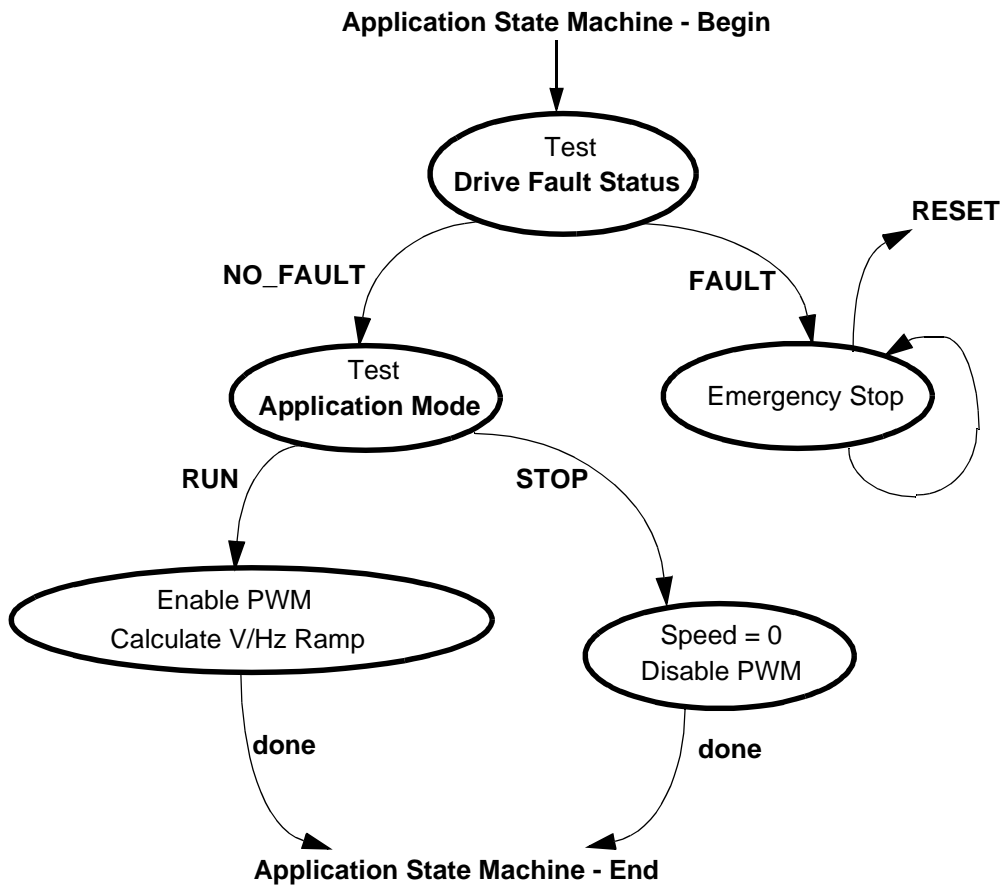 Application State Machine - Begin
Test
Drive Fault Status
RESET
NO_FAULT
FAULT
Test
Application Mode
Emergency Stop
RUN
STOP
Enable PWM
Calculate V/Hz Ramp
Speed = 0
Disable PWM
done
done
Application State Machine - End